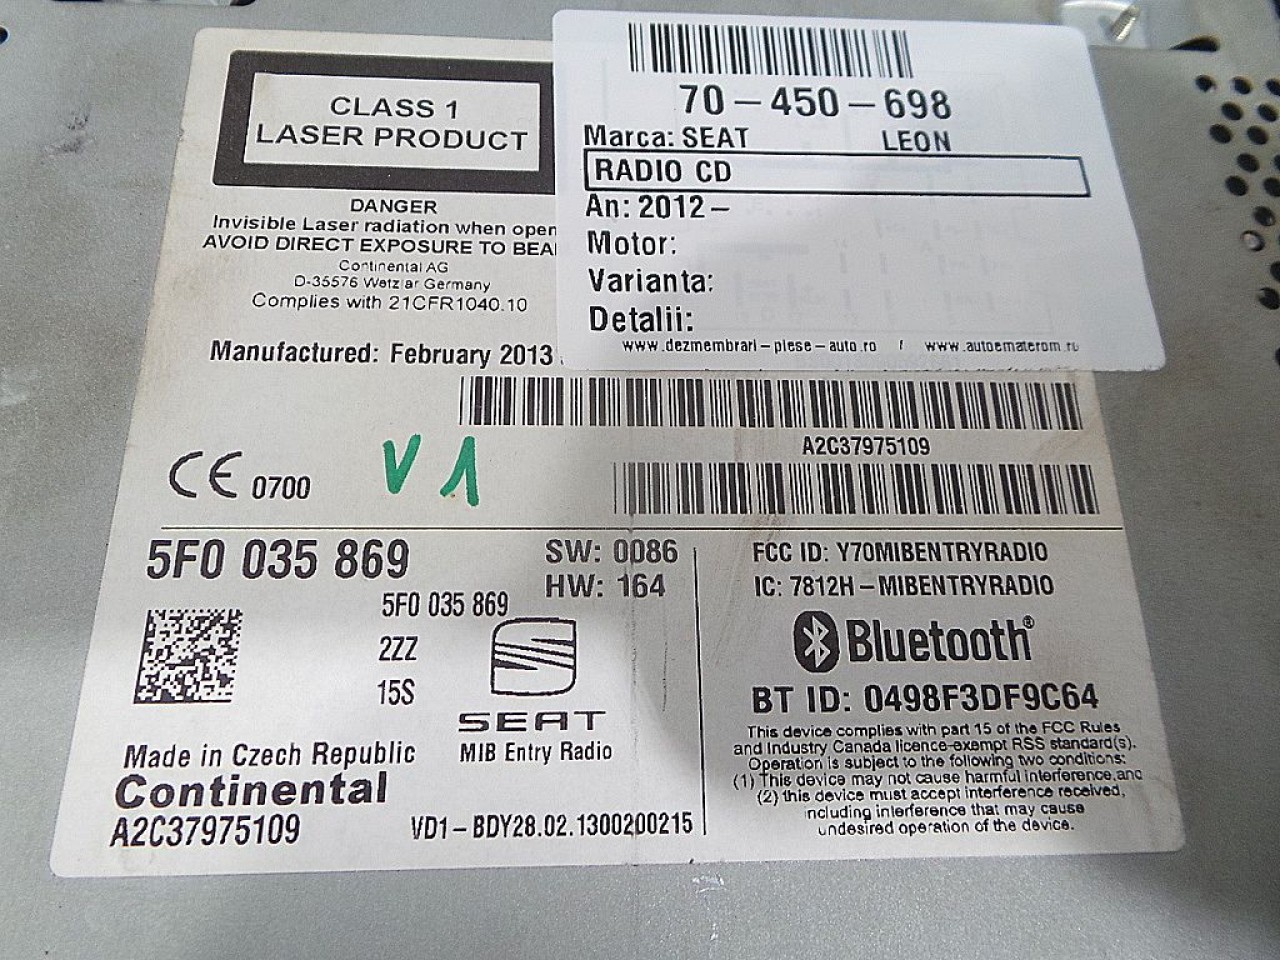 70-450-698
Marca: SEAT LEON
RADIO CD
An: 2012-
Motor:
Varianta:
Detalii:
www.dezmembrari-piese-auto.ro / www.autoematerom.ro
CLASS 1
LASER PRODUCT
DANGER
Invisible Laser radiation when open
AVOID DIRECT EXPOSURE TO BEA
Continental AG
D-35576 Wetzlar Germany
Complies with 21CFR1040.10
Manufactured: February 2013
A2C37975109
CE 0700
V1
5F0 035 869
SW: 0086
HW: 164
5F0 035 869
2ZZ
15S
SEAT
MIB Entry Radio
Made in Czech Republic
Continental
A2C37975109
VD1-BDY28.02.1300200215
FCC ID: Y70MIBENTRYRADIO
IC: 7812H-MIBENTRYRADIO
Bluetooth®
BT ID: 0498F3DF9C64
This device complies with part 15 of the FCC Rules
and Industry Canada licence-exempt RSS standard(s).
Operation is subject to the following two conditions:
(1) This device may not cause harmful interference,and
(2) this device must accept interference received,
including interference that may cause
undesired operation of the device.